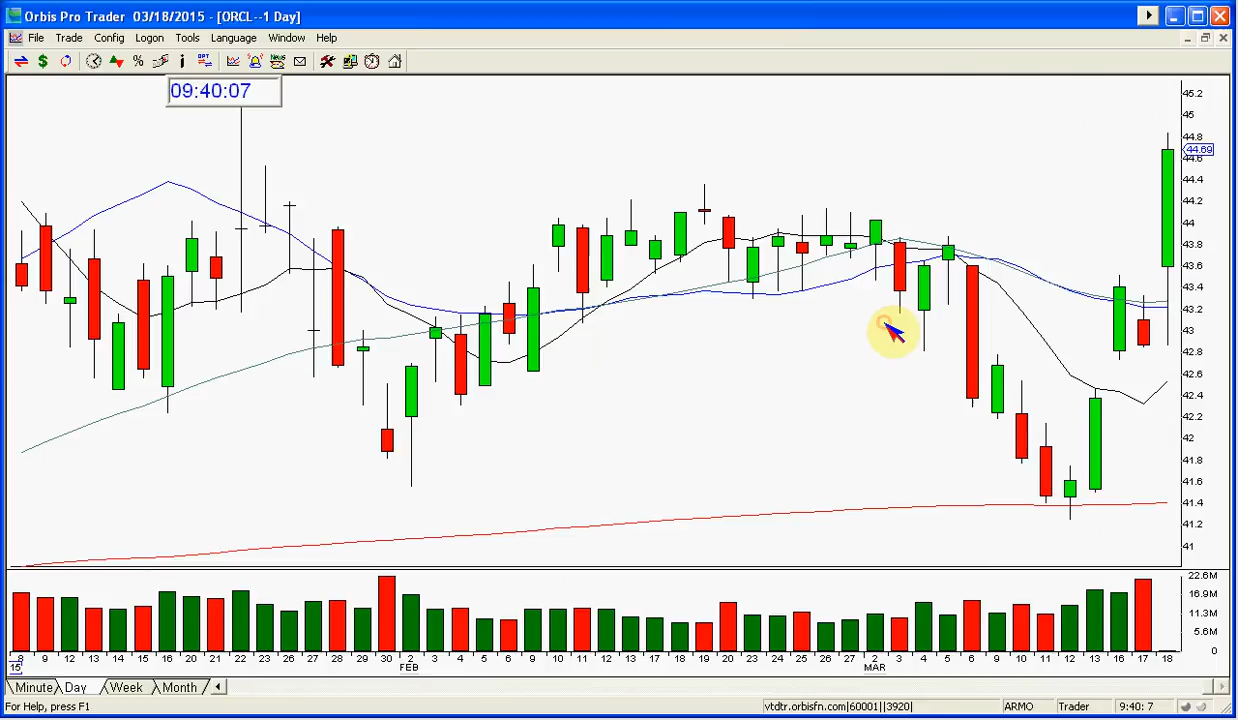 Orbis Pro Trader 03/18/2015 - [ORCL--1 Day]
File Trade Config Logon Tools Language Window Help
09:40:07
45.2
45
44.8
44.69
44.6
44.4
44.2
44
43.8
43.6
43.4
43.2
43
42.8
42.6
42.4
42.2
42
41.8
41.6
41.4
41.2
41
22.6M
16.9M
11.3M
5.6M
0
8 9 12 13 14 15 16 20 21 22 23 26 27 28 29 30 2 3 4 5 6 9 10 11 12 13 17 18 19 20 23 24 25 26 27 2 3 4 5 6 9 10 11 12 13 16 17 18
15 FEB MAR
Minute Day Week Month
For Help, press F1 vtdtr.orbisfn.com|60001||3920| ARMO Trader 9:40: 7